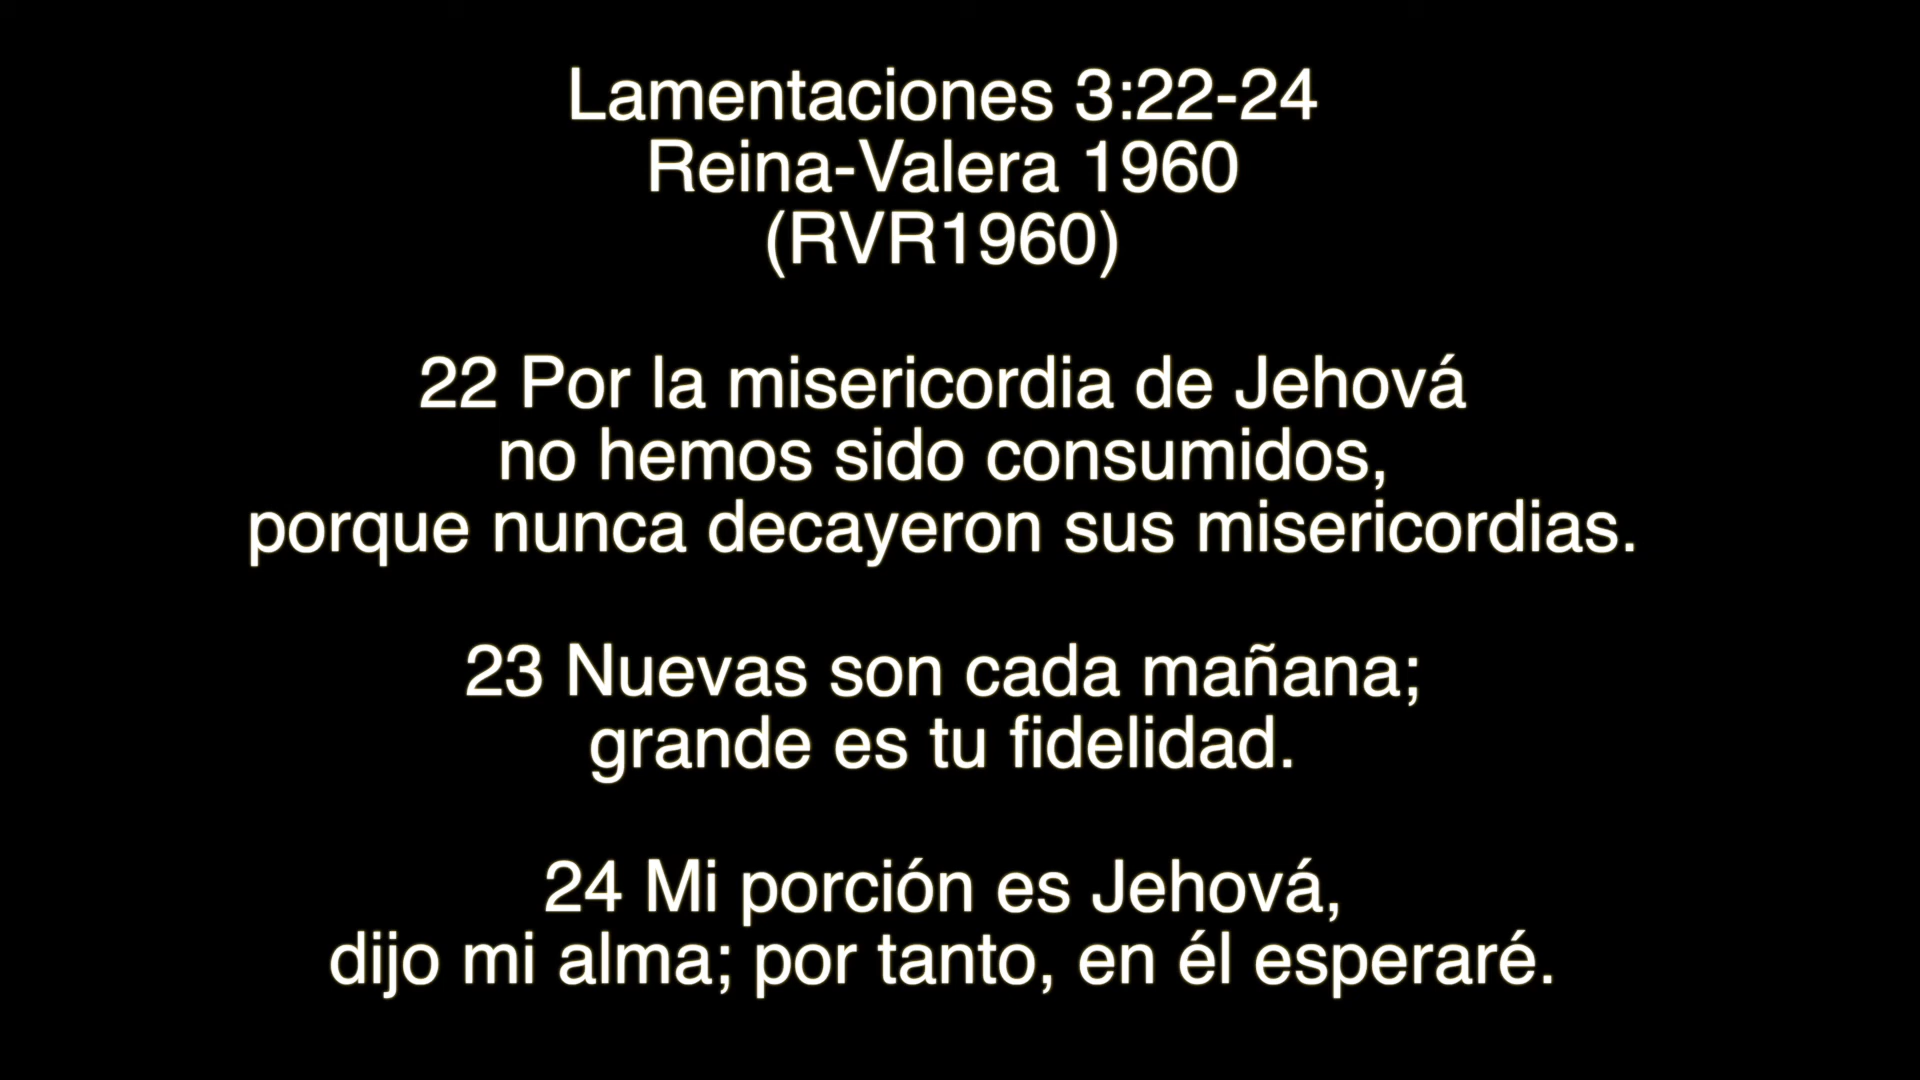 Lamentaciones 3:22-24
Reina-Valera 1960
(RVR1960)
22 Por la misericordia de Jehová
no hemos sido consumidos,
porque nunca decayeron sus misericordias.
23 Nuevas son cada mañana;
grande es tu fidelidad.
24 Mi porción es Jehová,
dijo mi alma; por tanto, en él esperaré.